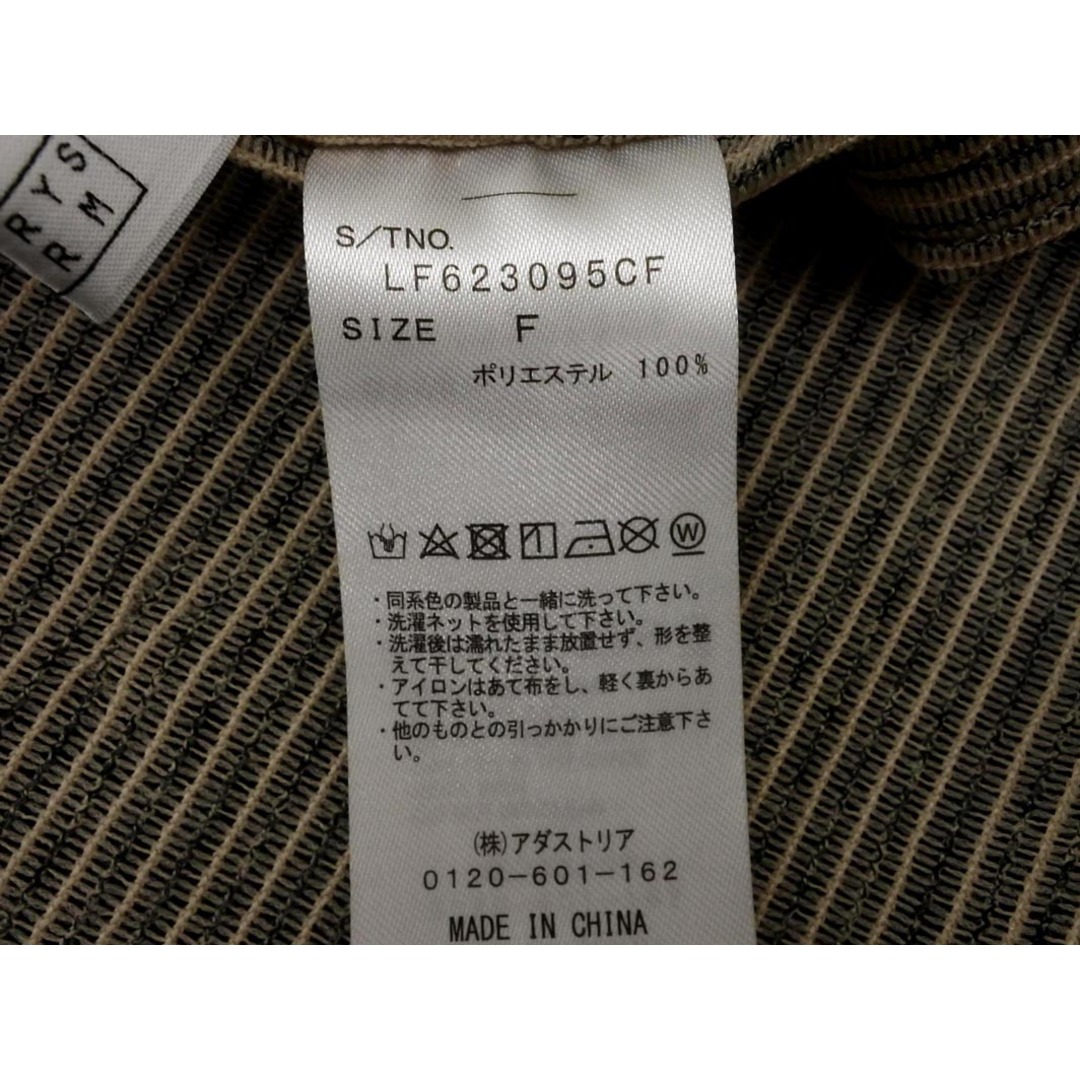 RYS
RM
S/TNO.
LF623095CF
SIZE F
ポリエステル 100%
W
・同系色の製品と一緒に洗って下さい。
・洗濯ネットを使用して下さい。
・洗濯後は濡れたまま放置せず、形を整
えて干してください。
・アイロンはあて布をし、軽く裏からあ
てて下さい。
・他のものとの引っかかりにご注意下さ
い。
(株)アダストリア
0120-601-162
MADE IN CHINA